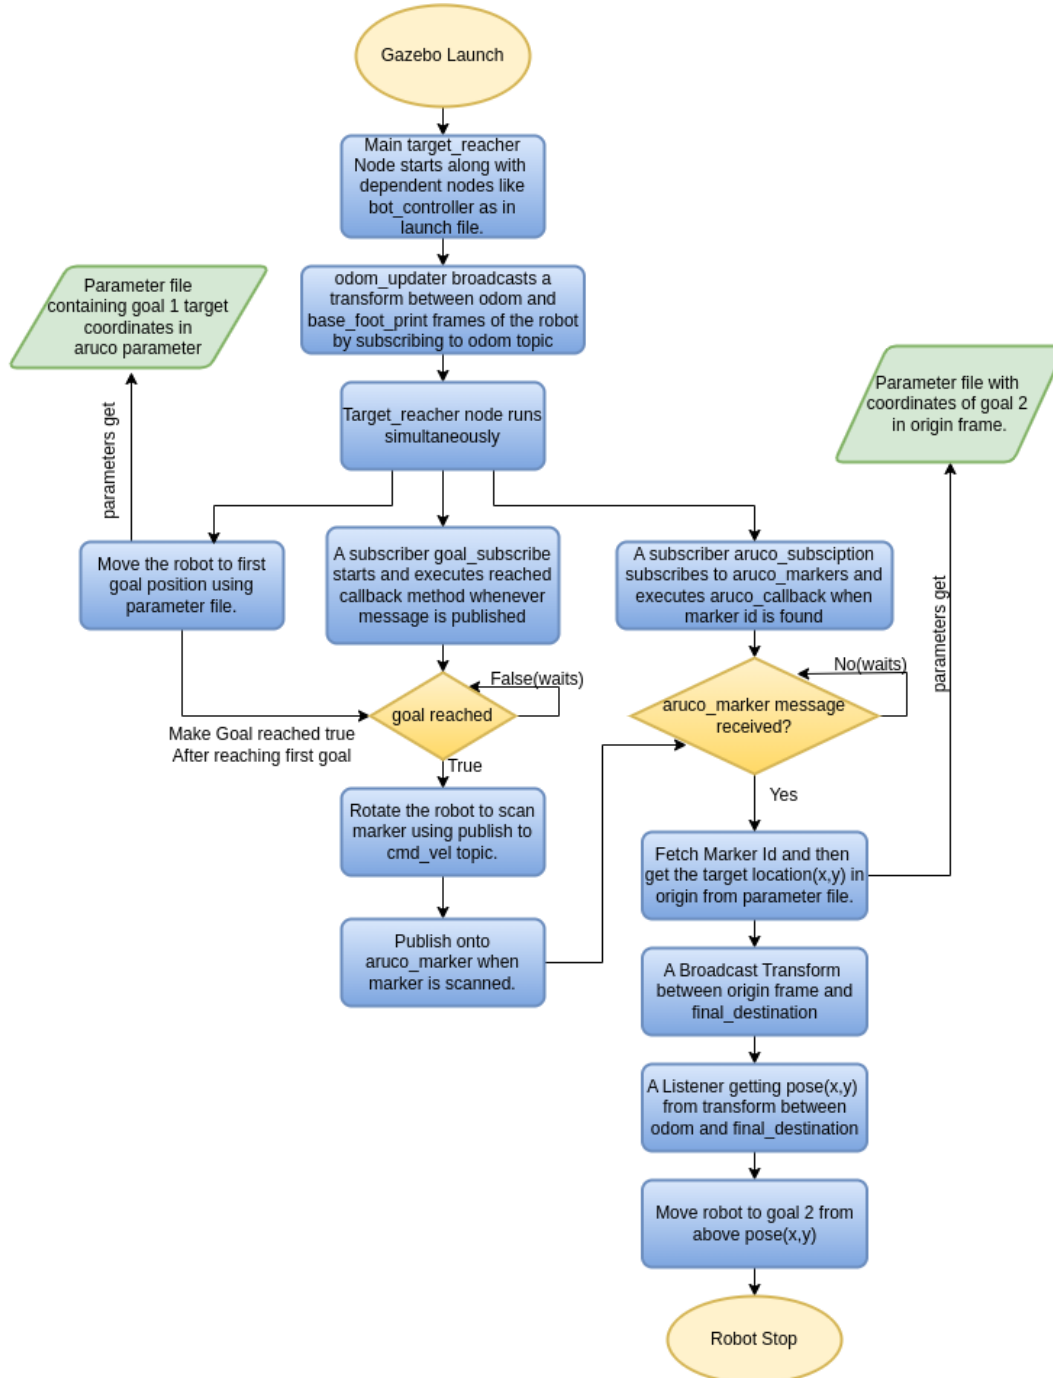 Gazebo Launch
Main target_reacher
Node starts along with
dependent nodes like
bot_controller as in
launch file.
odom_updater broadcasts a
transform between odom and
base_foot_print frames of the robot
by subscribing to odom topic
Parameter file
containing goal 1 target
coordinates in
aruco parameter
Target_reacher node runs
simultaneously
Parameter file with
coordinates of goal 2
in origin frame.
parameters get
Move the robot to first
goal position using
parameter file.
A subscriber goal_subscribe
starts and executes reached
callback method whenever
message is published
A subscriber aruco_subsciption
subscribes to aruco_markers and
executes aruco_callback when
marker id is found
parameters get
False(waits)
goal reached
No(waits)
aruco_marker message
received?
Make Goal reached true
After reaching first goal
True
Yes
Rotate the robot to scan
marker using publish to
cmd_vel topic.
Fetch Marker Id and then
get the target location(x,y) in
origin from parameter file.
Publish onto
aruco_marker when
marker is scanned.
A Broadcast Transform
between origin frame and
final_destination
A Listener getting pose(x,y)
from transform between
odom and final_destination
Move robot to goal 2 from
above pose(x,y)
Robot Stop